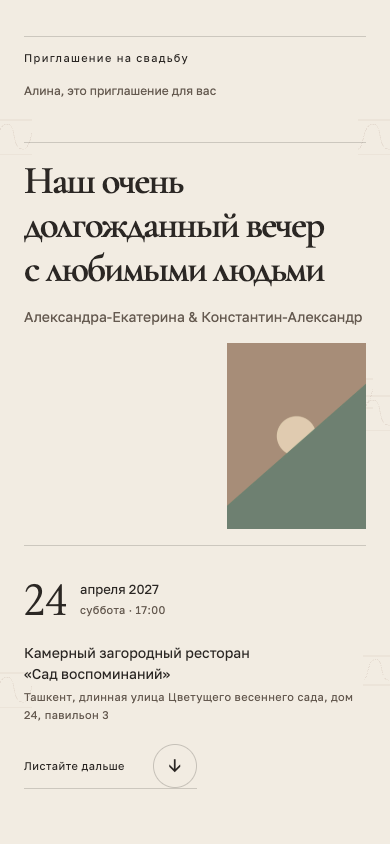 Приглашение на свадьбу
Алина, это приглашение для вас
Наш очень
долгожданный вечер
с любимыми людьми
Александра-Екатерина & Константин-Александр
24 апреля 2027
суббота · 17:00
Камерный загородный ресторан
«Сад воспоминаний»
Ташкент, длинная улица Цветущего весеннего сада, дом
24, павильон 3
Листайте дальше